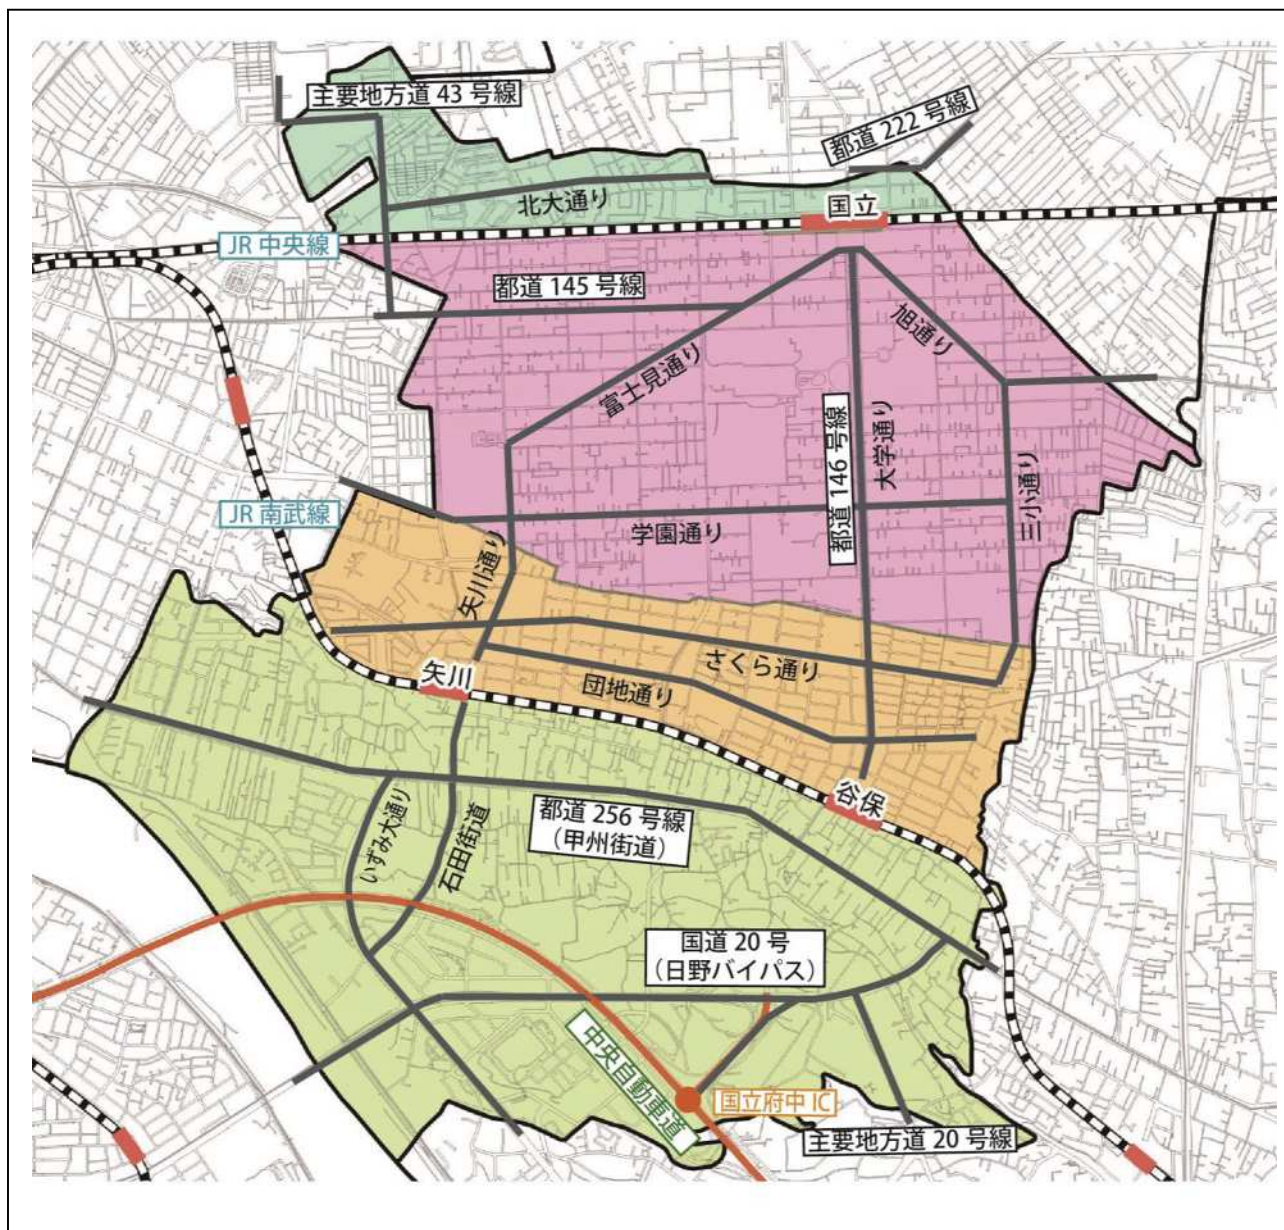 主要地方道 43 号線
都道 222 号線
北大通り
国立
JR 中央線
都道 145 号線
旭通り
富士見通り
都道 146 号線
大学通り
三小通り
JR 南武線
学園通り
矢川通り
さくら通り
矢川
団地通り
谷保
いずみ大通り
石田街道
都道 256 号線
（甲州街道）
国道 20 号
（日野バイパス）
中央自動車道
国立府中 IC
主要地方道 20 号線